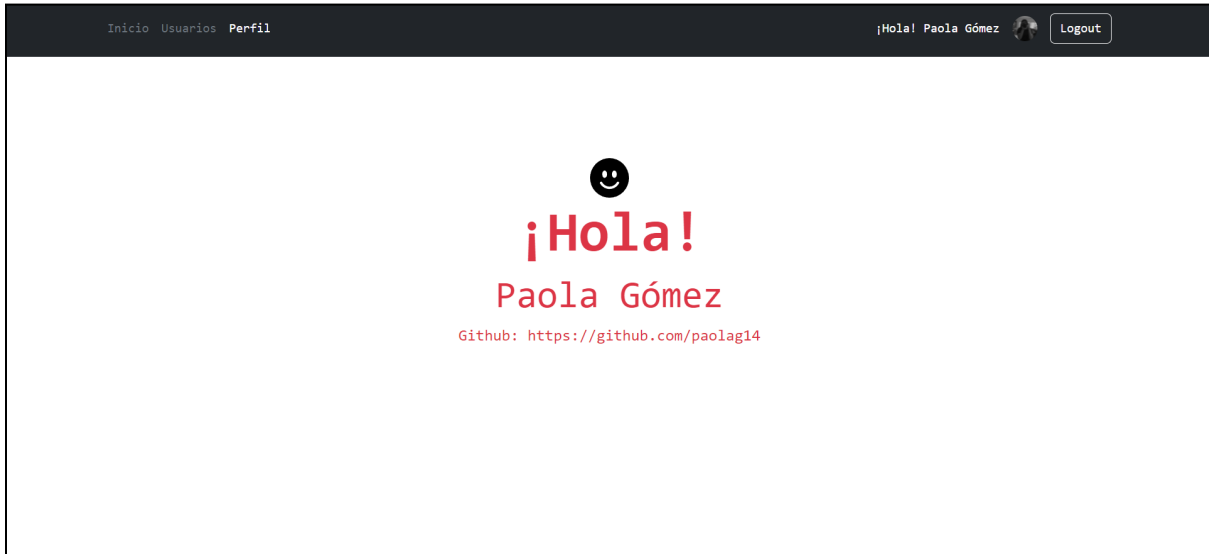 Inicio Usuarios Perfil ¡Hola! Paola Gómez Logout
¡Hola!
Paola Gómez
Github: https://github.com/paolag14